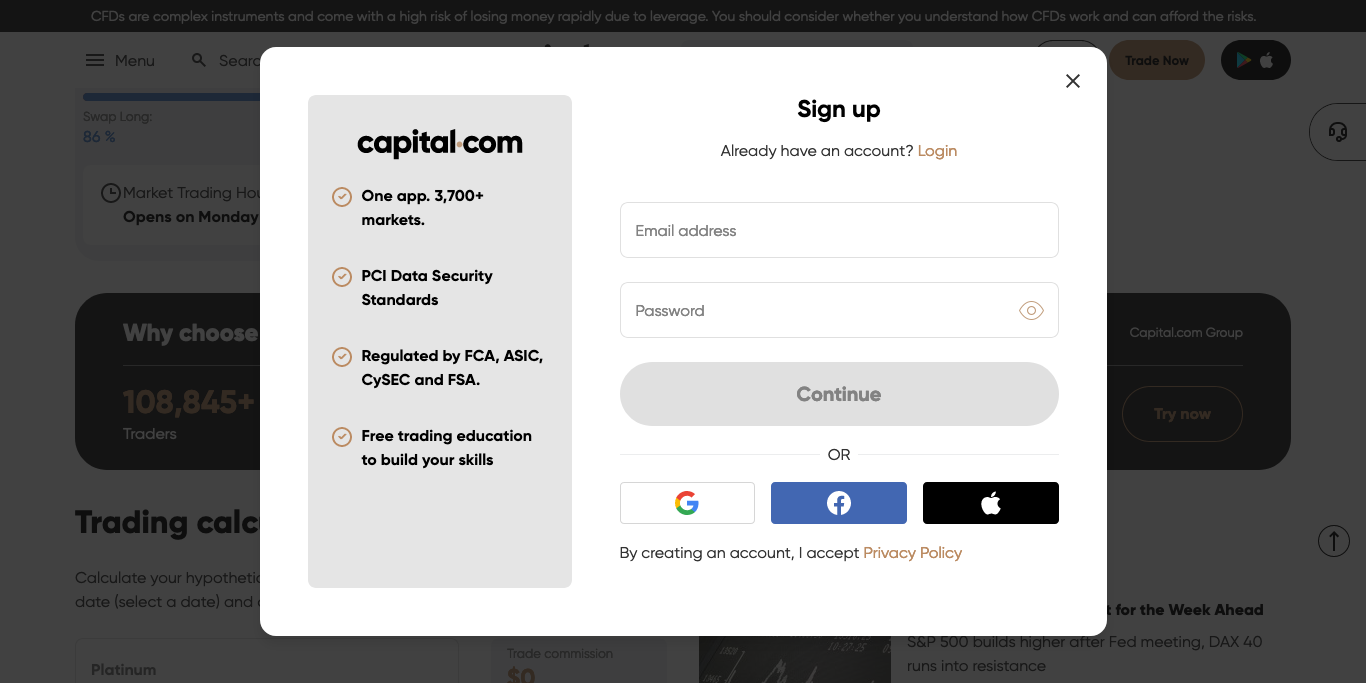 CFDs are complex instruments and come with a high risk of losing money rapidly due to leverage. You should consider whether you understand how CFDs work and can afford the risks.
Menu
Trade Now
Swap Long:
86 %
Market Trading
Opens on Monday
Why choose
108,845+
Traders
Capital.com Group
Try now
Trading
Calculate your
date (select a date) and
Platinum
Trade commission
$0
for the Week Ahead
S&P 500 builds higher after Fed meeting, DAX 40
runs into resistance
capital.com
One app. 3,700+
markets.
PCI Data Security
Standards
Regulated by FCA, ASIC,
CySEC and FSA.
Free trading education
to build your skills
Sign up
Already have an account? Login
Email address
Password
Continue
OR
By creating an account, I accept Privacy Policy